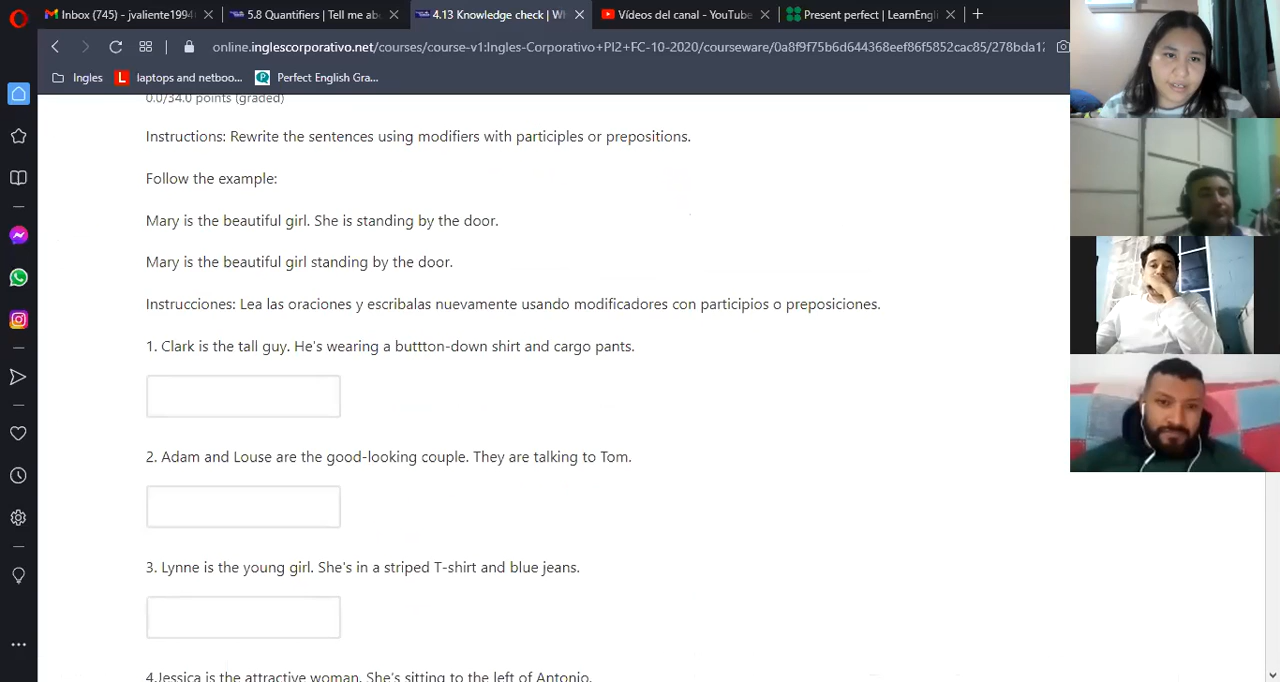 Inbox (745) - jvaliente1994
5.8 Quantifiers | Tell me ab
4.13 Knowledge check | W
Vídeos del canal - YouTube
Present perfect | LearnEngl
online.inglescorporativo.net/courses/course-v1:Ingles-Corporativo+PI2+FC-10-2020/courseware/0a8f9f75b6d644368eef86f5852cac85/278bda12
Ingles
L laptops and netboo...
Perfect English Gra...
0.0/34.0 points (graded)
Instructions: Rewrite the sentences using modifiers with participles or prepositions.
Follow the example:
Mary is the beautiful girl. She is standing by the door.
Mary is the beautiful girl standing by the door.
Instrucciones: Lea las oraciones y escribalas nuevamente usando modificadores con participios o preposiciones.
1. Clark is the tall guy. He's wearing a buttton-down shirt and cargo pants.
2. Adam and Louse are the good-looking couple. They are talking to Tom.
3. Lynne is the young girl. She's in a striped T-shirt and blue jeans.
4.Jessica is the attractive woman. She's sitting to the left of Antonio.